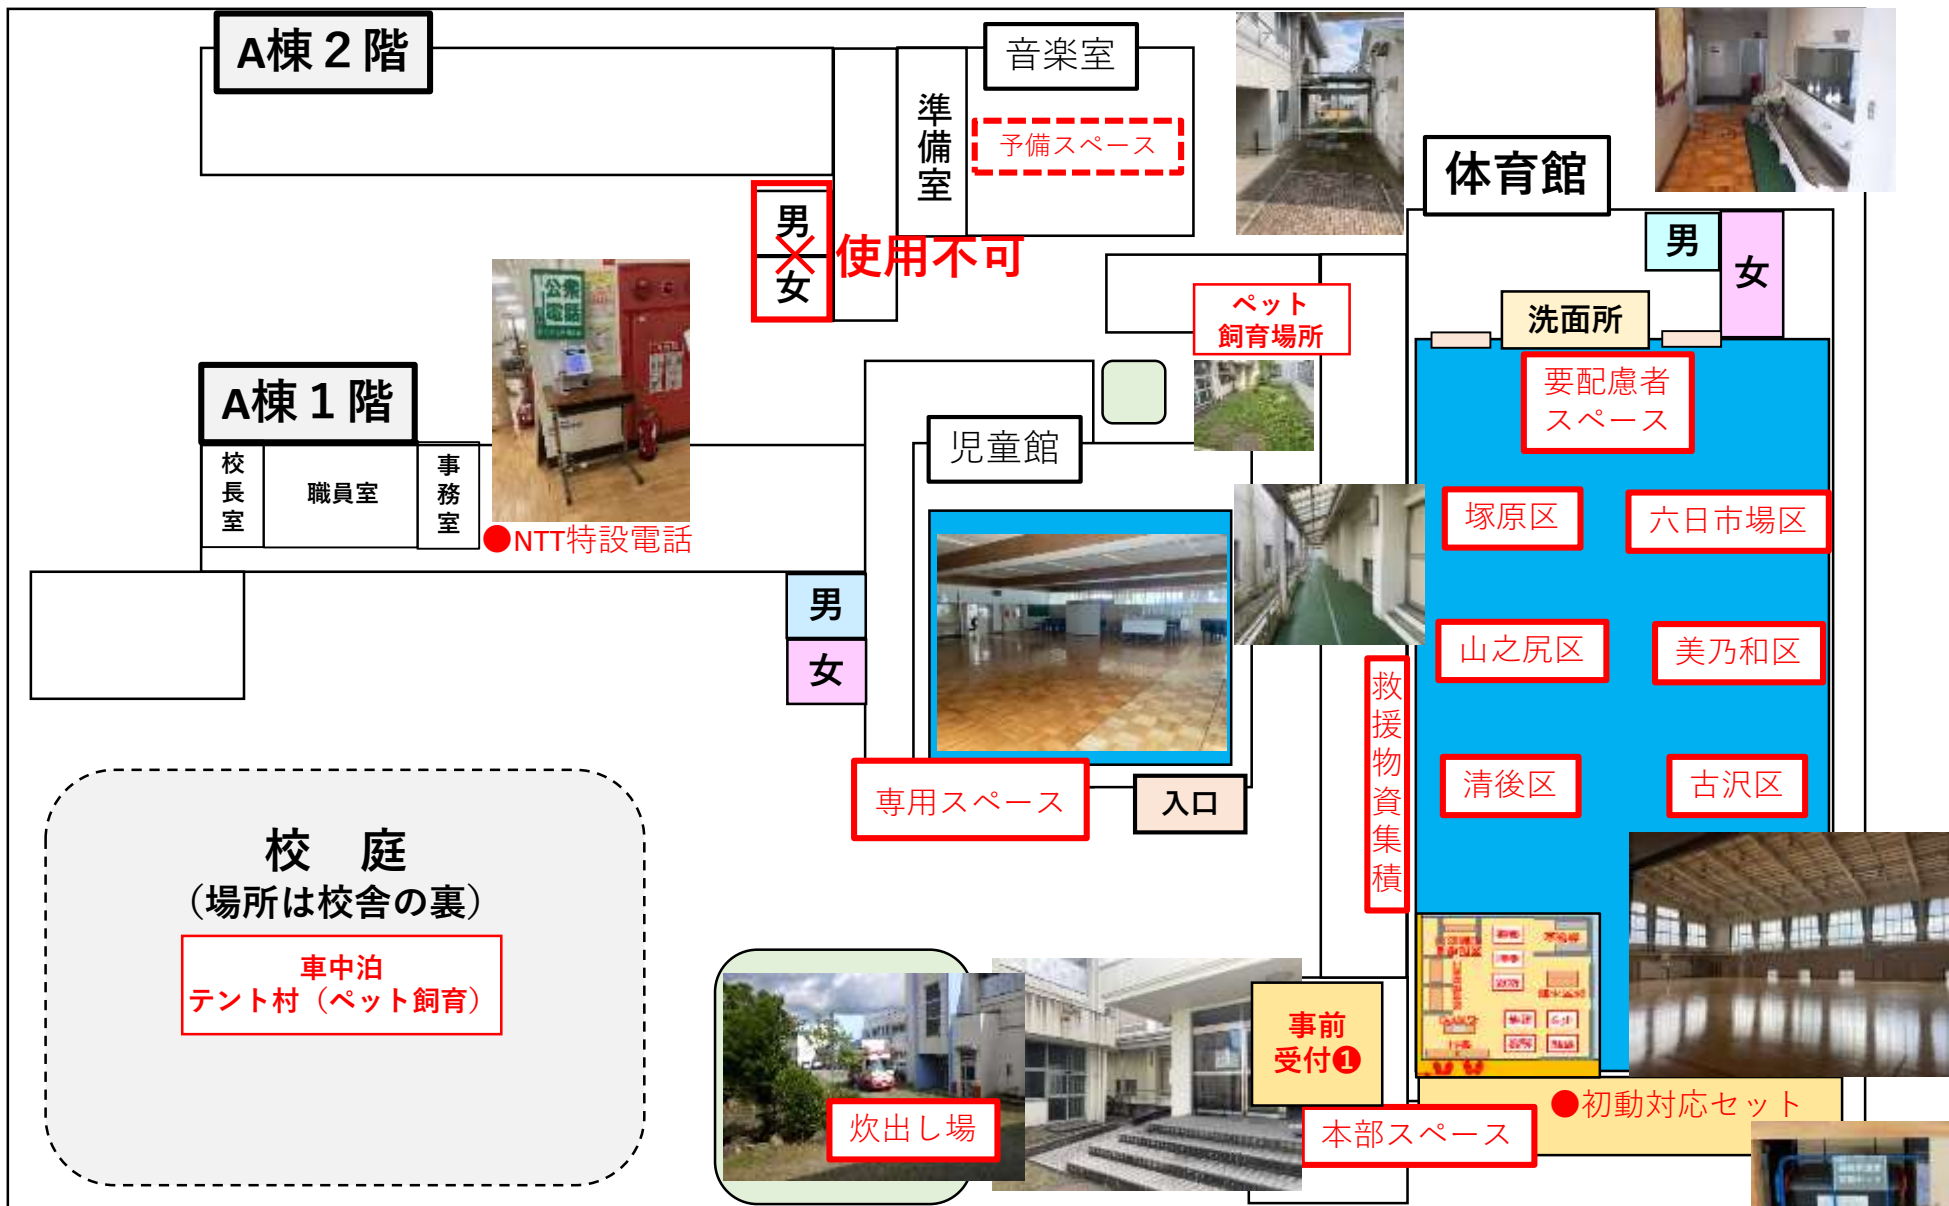 A棟２階
音楽室
準備室
予備スペース
体育館
男
女
使用不可
男
女
洗面所
ペット
飼育場所
公衆
電話
A棟１階
要配慮者
スペース
児童館
校長室
職員室
事務室
●NTT特設電話
塚原区
六日市場区
男
女
山之尻区
美乃和区
救援物資集積
清後区
古沢区
専用スペース
入口
校　庭
（場所は校舎の裏）
車中泊
テント村（ペット飼育）
事前
受付❶
炊出し場
本部スペース
●初動対応セット